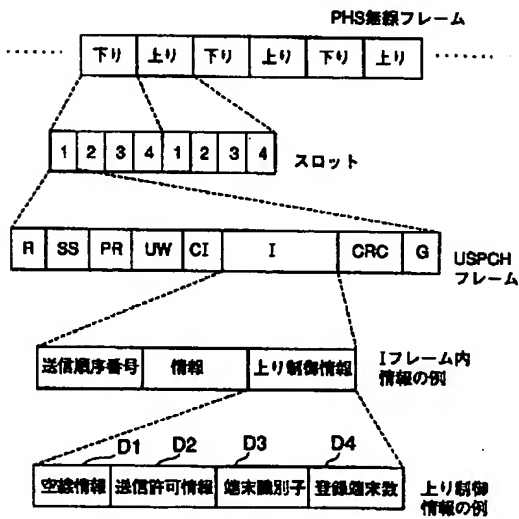 PHS無線フレーム
下り 上り 下り 上り 下り 上り
1 2 3 4 1 2 3 4 スロット
R SS PR UW CI I CRC G USPCH
フレーム
送信順序番号 情報 上り制御情報 Iフレーム内
情報の例
D1 D2 D3 D4
空線情報 送信許可情報 端末識別子 登録端末数 上り制御
情報の例